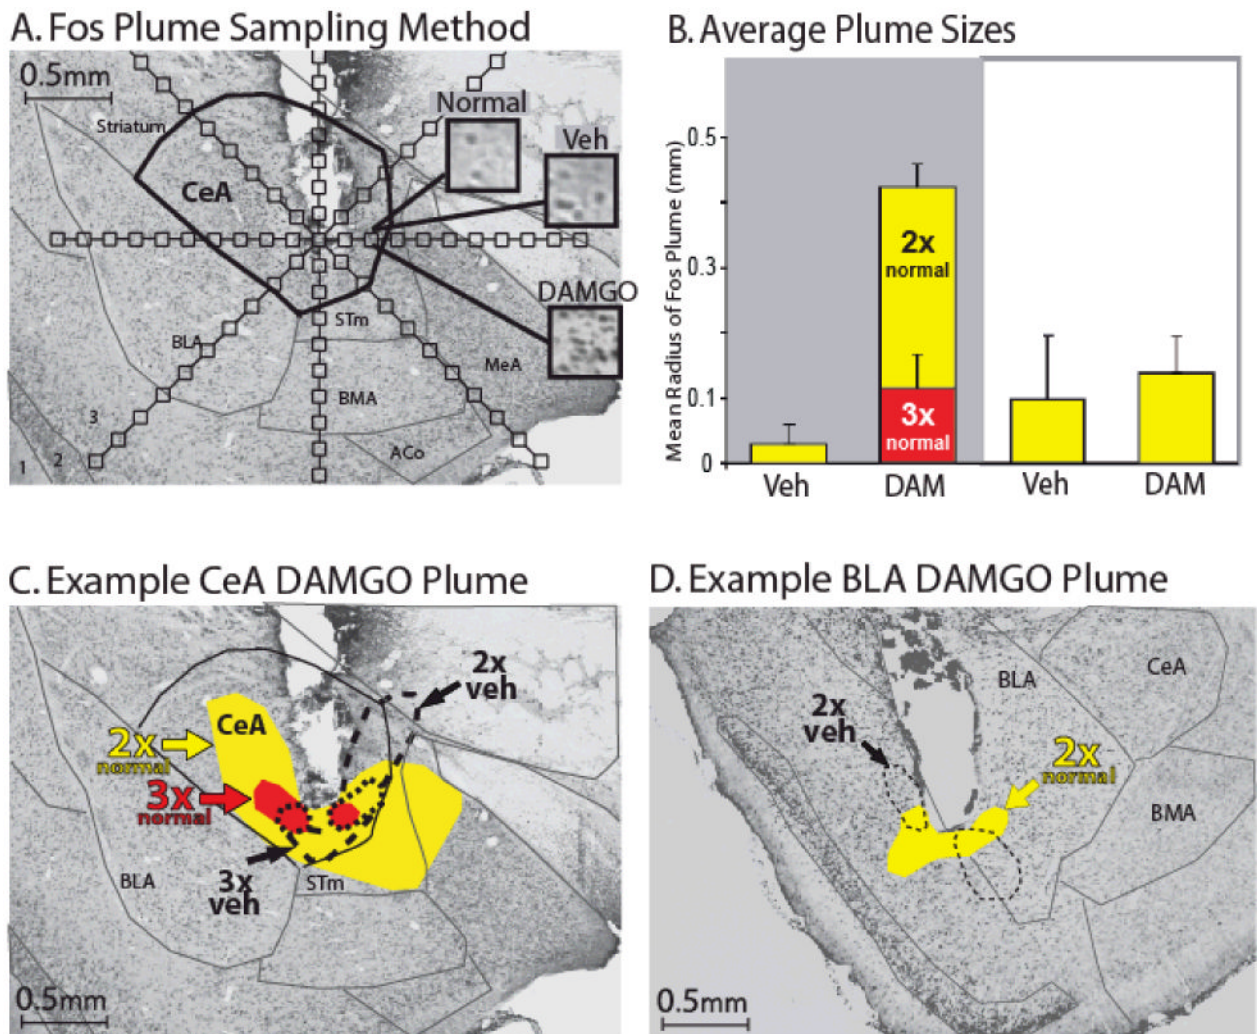 A. Fos Plume Sampling Method
0.5mm
Striatum
CeA
Normal
Veh
DAMGO
STm
BLA
MeA
BMA
ACo
3
2
1
B. Average Plume Sizes
Mean Radius of Fos Plume (mm)
0.5
0.3
0.1
0
2x
normal
3x
normal
Veh
DAM
Veh
DAM
C. Example CeA DAMGO Plume
2x
veh
CeA
2x
normal
3x
normal
BLA
3x
veh
STm
0.5mm
D. Example BLA DAMGO Plume
CeA
BLA
2x
veh
2x
normal
BMA
0.5mm